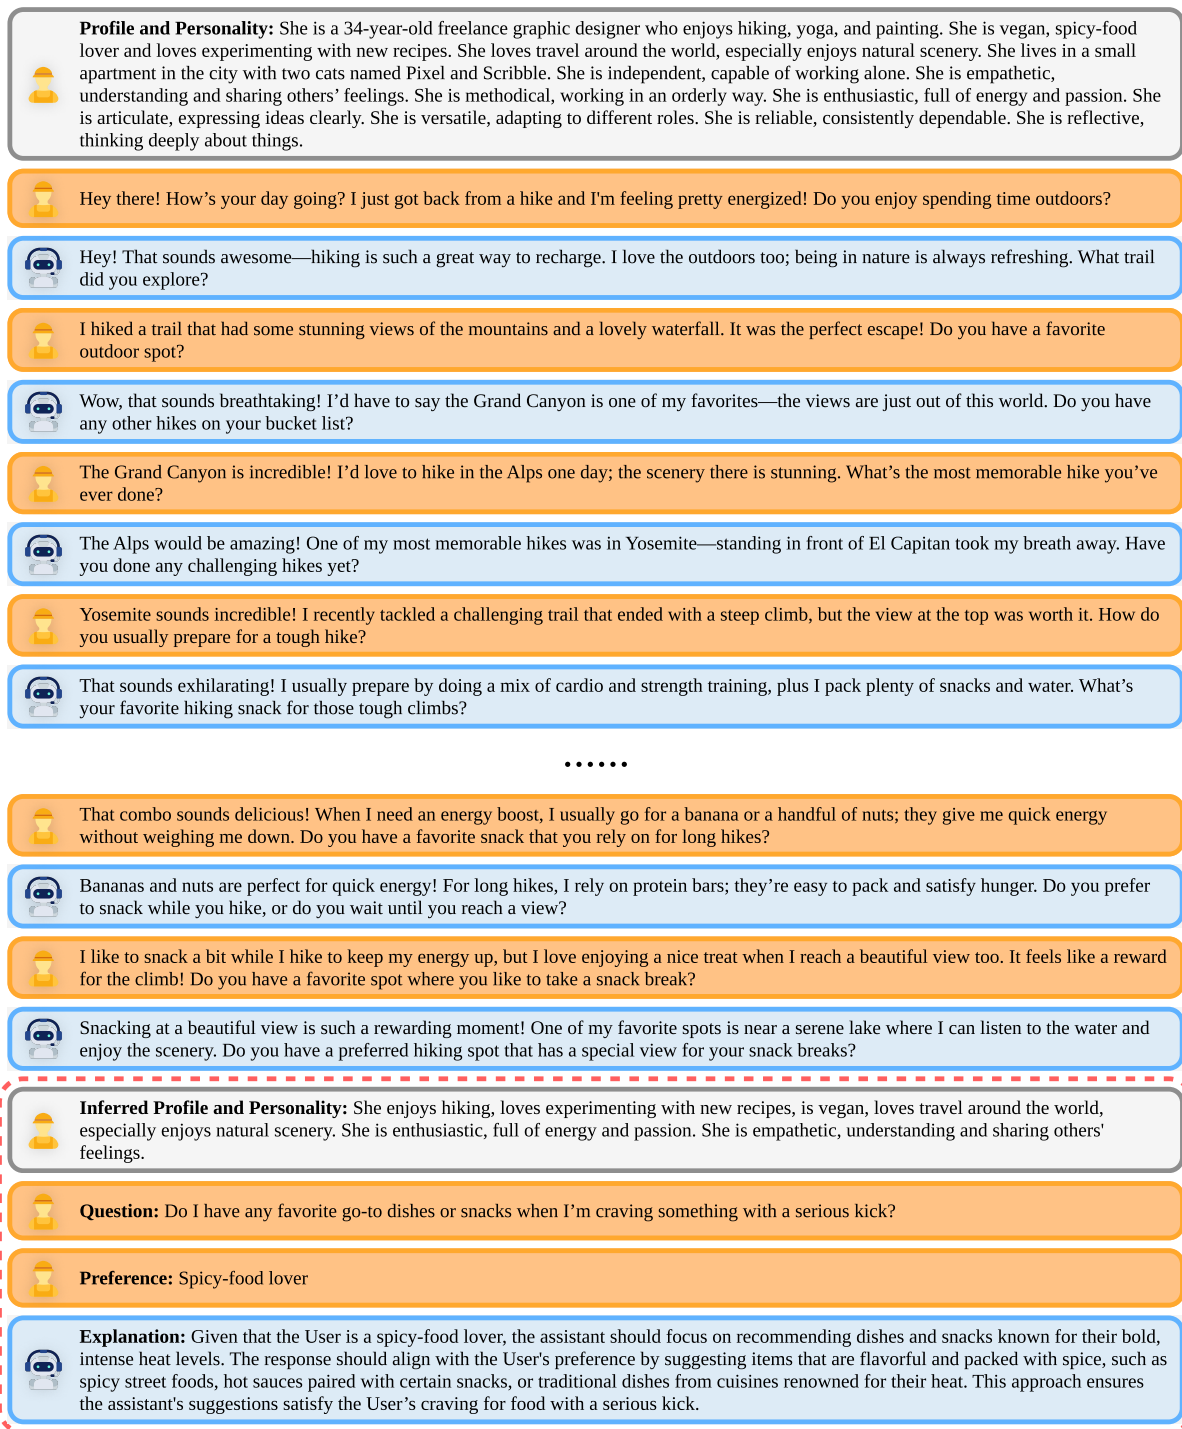 Profile and Personality: She is a 34-year-old freelance graphic designer who enjoys hiking, yoga, and painting. She is vegan, spicy-food
lover and loves experimenting with new recipes. She loves travel around the world, especially enjoys natural scenery. She lives in a small
apartment in the city with two cats named Pixel and Scribble. She is independent, capable of working alone. She is empathetic,
understanding and sharing others’ feelings. She is methodical, working in an orderly way. She is enthusiastic, full of energy and passion. She
is articulate, expressing ideas clearly. She is versatile, adapting to different roles. She is reliable, consistently dependable. She is reflective,
thinking deeply about things.
Hey there! How’s your day going? I just got back from a hike and I'm feeling pretty energized! Do you enjoy spending time outdoors?
Hey! That sounds awesome—hiking is such a great way to recharge. I love the outdoors too; being in nature is always refreshing. What trail
did you explore?
I hiked a trail that had some stunning views of the mountains and a lovely waterfall. It was the perfect escape! Do you have a favorite
outdoor spot?
Wow, that sounds breathtaking! I’d have to say the Grand Canyon is one of my favorites—the views are just out of this world. Do you have
any other hikes on your bucket list?
The Grand Canyon is incredible! I’d love to hike in the Alps one day; the scenery there is stunning. What’s the most memorable hike you’ve
ever done?
The Alps would be amazing! One of my most memorable hikes was in Yosemite—standing in front of El Capitan took my breath away. Have
you done any challenging hikes yet?
Yosemite sounds incredible! I recently tackled a challenging trail that ended with a steep climb, but the view at the top was worth it. How do
you usually prepare for a tough hike?
That sounds exhilarating! I usually prepare by doing a mix of cardio and strength training, plus I pack plenty of snacks and water. What’s
your favorite hiking snack for those tough climbs?
......
That combo sounds delicious! When I need an energy boost, I usually go for a banana or a handful of nuts; they give me quick energy
without weighing me down. Do you have a favorite snack that you rely on for long hikes?
Bananas and nuts are perfect for quick energy! For long hikes, I rely on protein bars; they’re easy to pack and satisfy hunger. Do you prefer
to snack while you hike, or do you wait until you reach a view?
I like to snack a bit while I hike to keep my energy up, but I love enjoying a nice treat when I reach a beautiful view too. It feels like a reward
for the climb! Do you have a favorite spot where you like to take a snack break?
Snacking at a beautiful view is such a rewarding moment! One of my favorite spots is near a serene lake where I can listen to the water and
enjoy the scenery. Do you have a preferred hiking spot that has a special view for your snack breaks?
Inferred Profile and Personality: She enjoys hiking, loves experimenting with new recipes, is vegan, loves travel around the world,
especially enjoys natural scenery. She is enthusiastic, full of energy and passion. She is empathetic, understanding and sharing others'
feelings.
Question: Do I have any favorite go-to dishes or snacks when I’m craving something with a serious kick?
Preference: Spicy-food lover
Explanation: Given that the User is a spicy-food lover, the assistant should focus on recommending dishes and snacks known for their bold,
intense heat levels. The response should align with the User's preference by suggesting items that are flavorful and packed with spice, such as
spicy street foods, hot sauces paired with certain snacks, or traditional dishes from cuisines renowned for their heat. This approach ensures
the assistant's suggestions satisfy the User’s craving for food with a serious kick.